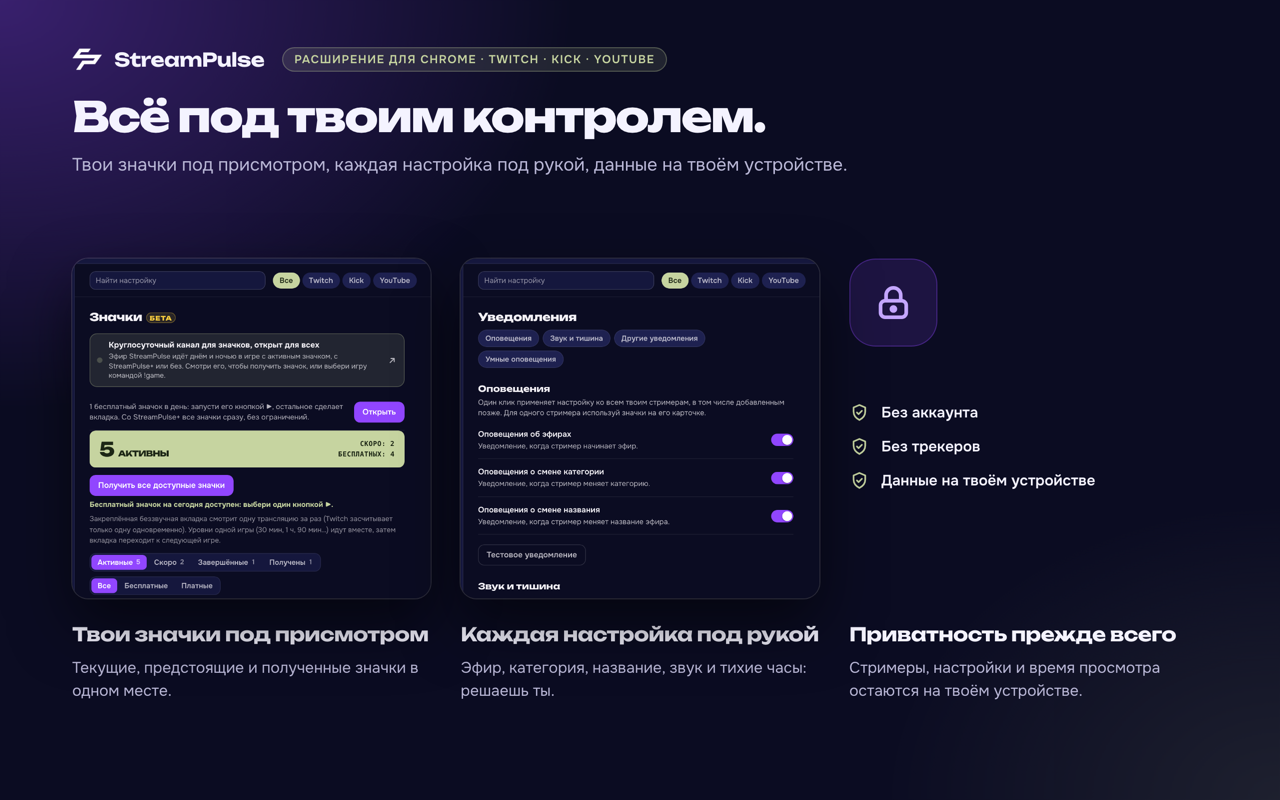 StreamPulse
РАСШИРЕНИЕ ДЛЯ CHROME · TWITCH · KICK · YOUTUBE
Всё под твоим контролем.
Твои значки под присмотром, каждая настройка под рукой, данные на твоём устройстве.
Найти настройку
Все Twitch Kick YouTube
Значки БЕТА
Круглосуточный канал для значков, открыт для всех
Эфир StreamPulse идёт днём и ночью в игре с активным значком, с
StreamPulse+ или без. Смотри его, чтобы получить значок, или выбери игру
командой !game.
1 бесплатный значок в день: запусти его кнопкой ▶, остальное сделает
вкладка. Со StreamPulse+ все значки сразу, без ограничений.
Открыть
5 АКТИВНЫ
СКОРО: 2
БЕСПЛАТНЫХ: 4
Получить все доступные значки
Бесплатный значок на сегодня доступен: выбери один кнопкой ▶.
Закреплённая беззвучная вкладка смотрит одну трансляцию за раз (Twitch засчитывает
только одну одновременно). Уровни одной игры (30 мин, 1 ч, 90 мин…) идут вместе, затем
вкладка переходит к следующей игре.
Активные 5 Скоро 2 Завершённые 1 Получены 1
Все Бесплатные Платные
Твои значки под присмотром
Текущие, предстоящие и полученные значки в
одном месте.
Найти настройку
Все Twitch Kick YouTube
Уведомления
Оповещения Звук и тишина Другие уведомления
Умные оповещения
Оповещения
Один клик применяет настройку ко всем твоим стримерам, в том числе добавленным
позже. Для одного стримера используй значки на его карточке.
Оповещения об эфирах
Уведомление, когда стример начинает эфир.
Оповещения о смене категории
Уведомление, когда стример меняет категорию.
Оповещения о смене названия
Уведомление, когда стример меняет название эфира.
Тестовое уведомление
Звук и тишина
Каждая настройка под рукой
Эфир, категория, название, звук и тихие часы:
решаешь ты.
Без аккаунта
Без трекеров
Данные на твоём устройстве
Приватность прежде всего
Стримеры, настройки и время просмотра
остаются на твоём устройстве.